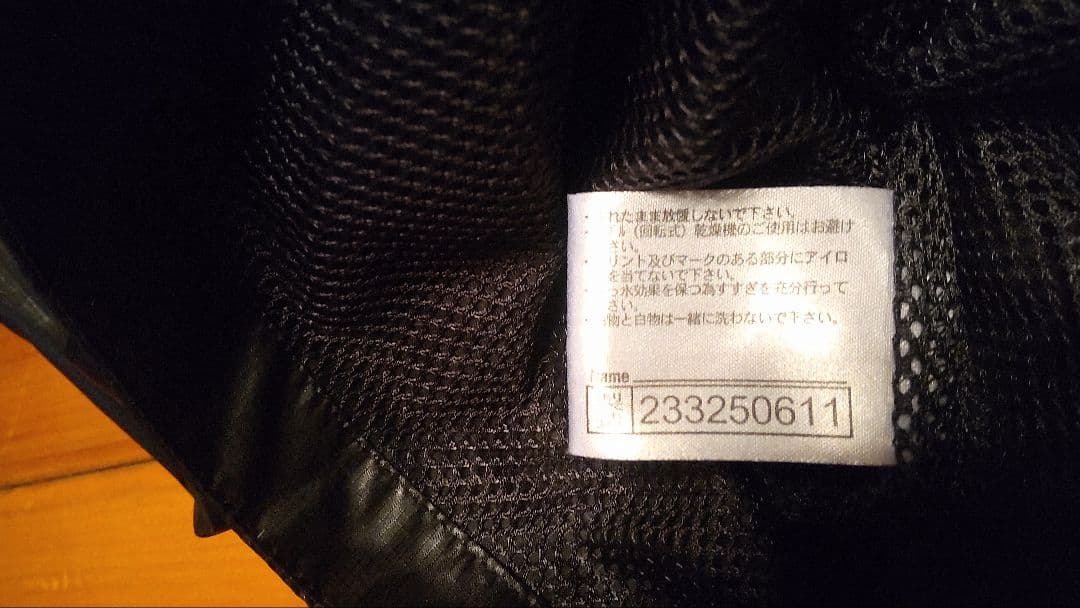 れたまま放置しないで下さい。
ル（回転式）乾燥機のご使用はお避け
さい。
リント及びマークのある部分にアイロ
を当てないで下さい。
っ水効果を保つ為すすぎを充分行って
さい。
物と白物は一緒に洗わないで下さい。
Name
233250611